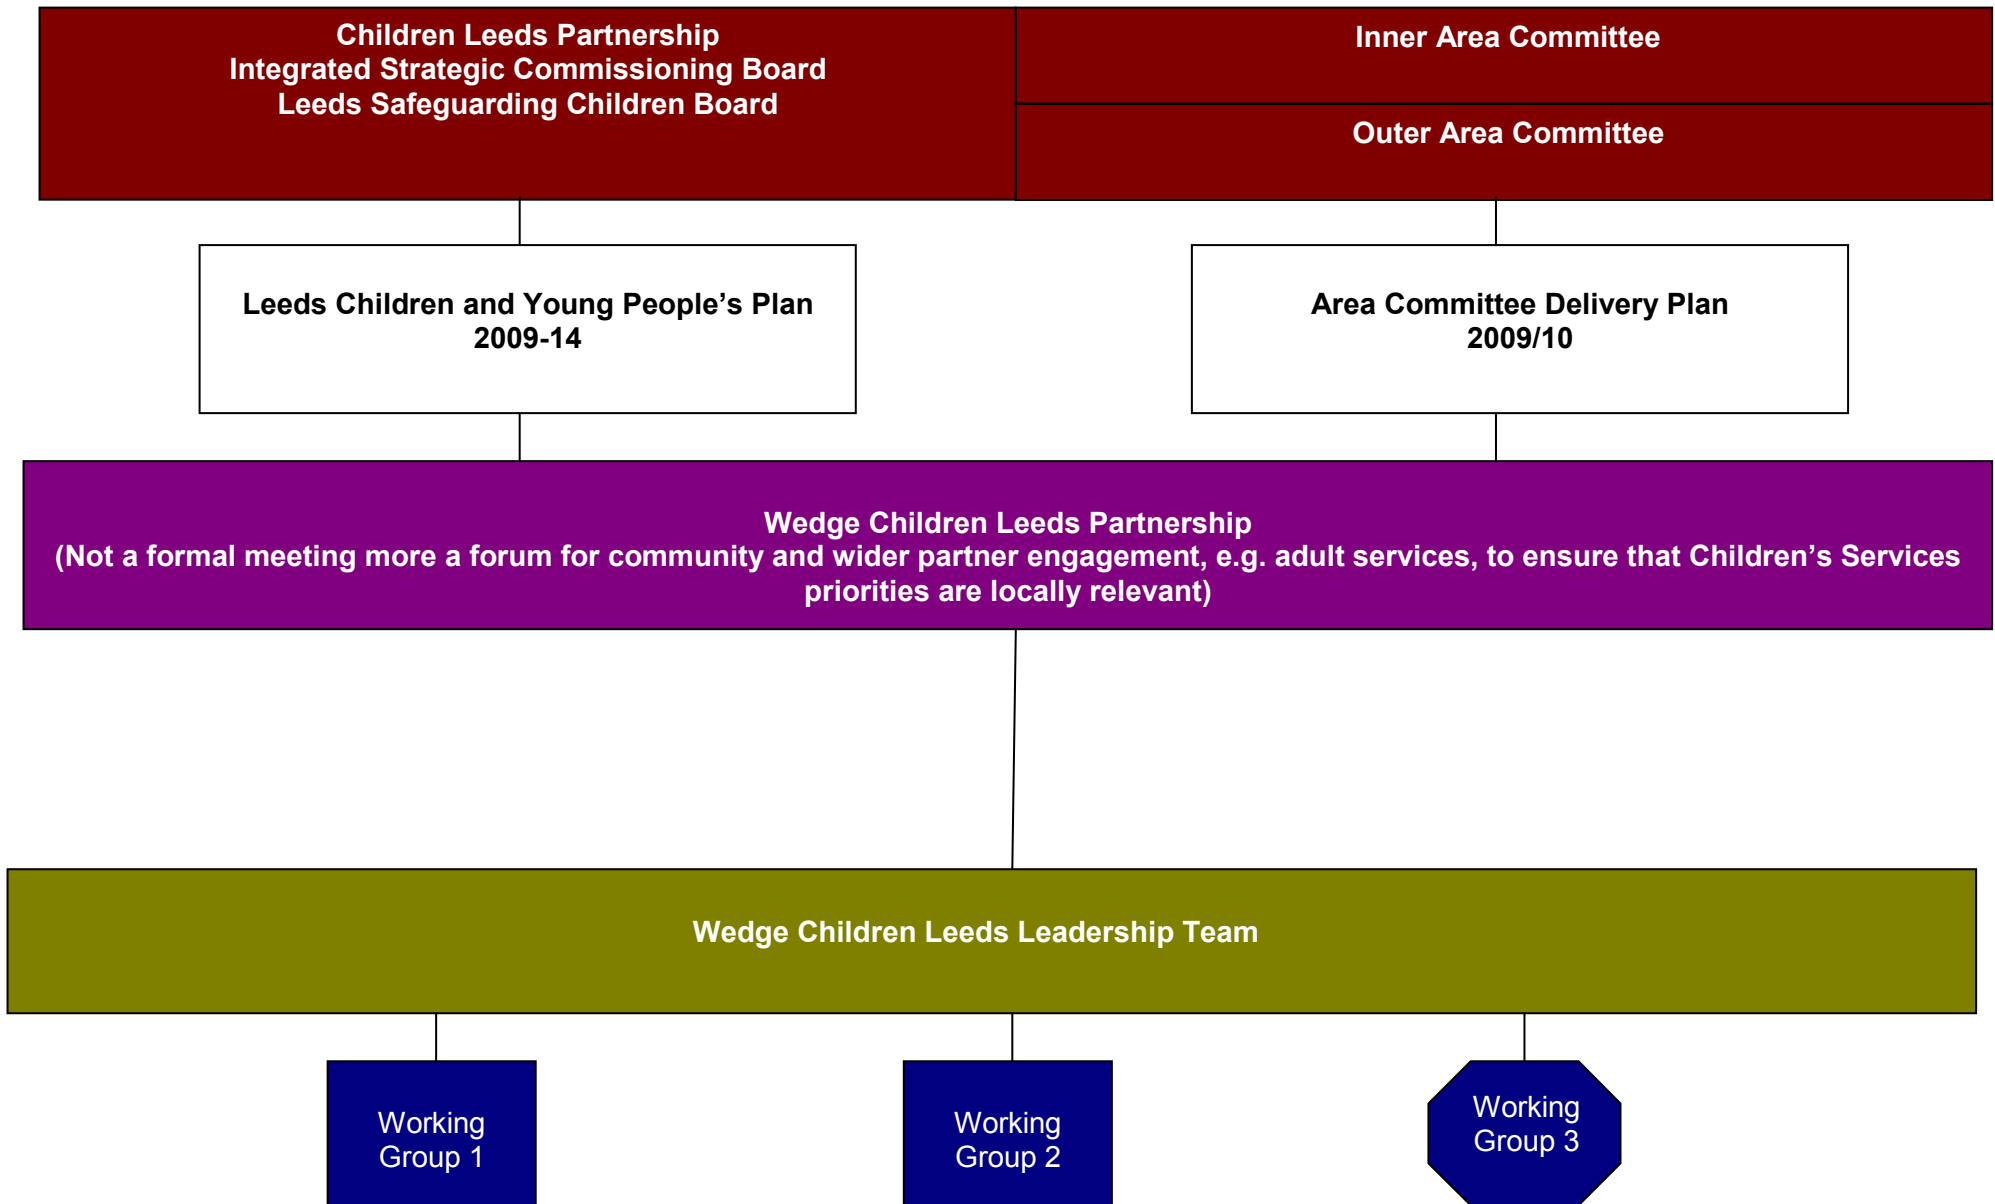 Children Leeds Partnership
Integrated Strategic Commissioning Board
Leeds Safeguarding Children Board
Inner Area Committee
Outer Area Committee
Leeds Children and Young People’s Plan
2009-14
Area Committee Delivery Plan
2009/10
Wedge Children Leeds Partnership
(Not a formal meeting more a forum for community and wider partner engagement, e.g. adult services, to ensure that Children’s Services
priorities are locally relevant)
Wedge Children Leeds Leadership Team
Working
Group 1
Working
Group 2
Working
Group 3